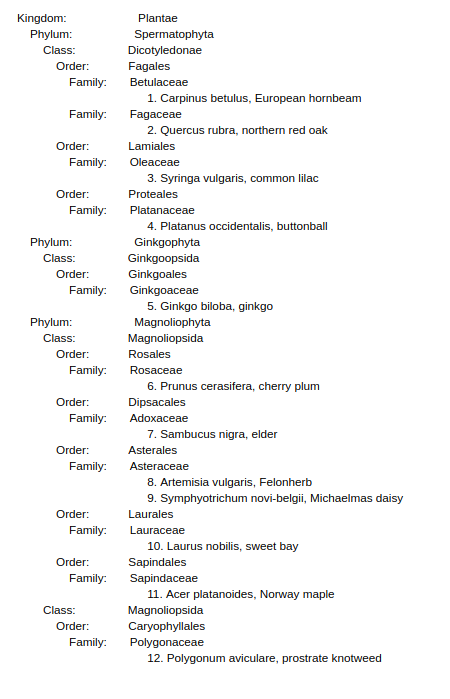 Kingdom: Plantae
Phylum: Spermatophyta
Class: Dicotyledonae
Order: Fagales
Family: Betulaceae
1. Carpinus betulus, European hornbeam
Family: Fagaceae
2. Quercus rubra, northern red oak
Order: Lamiales
Family: Oleaceae
3. Syringa vulgaris, common lilac
Order: Proteales
Family: Platanaceae
4. Platanus occidentalis, buttonball
Phylum: Ginkgophyta
Class: Ginkgoopsida
Order: Ginkgoales
Family: Ginkgoaceae
5. Ginkgo biloba, ginkgo
Phylum: Magnoliophyta
Class: Magnoliopsida
Order: Rosales
Family: Rosaceae
6. Prunus cerasifera, cherry plum
Order: Dipsacales
Family: Adoxaceae
7. Sambucus nigra, elder
Order: Asterales
Family: Asteraceae
8. Artemisia vulgaris, Felonherb
9. Symphyotrichum novi-belgii, Michaelmas daisy
Order: Laurales
Family: Lauraceae
10. Laurus nobilis, sweet bay
Order: Sapindales
Family: Sapindaceae
11. Acer platanoides, Norway maple
Class: Magnoliopsida
Order: Caryophyllales
Family: Polygonaceae
12. Polygonum aviculare, prostrate knotweed